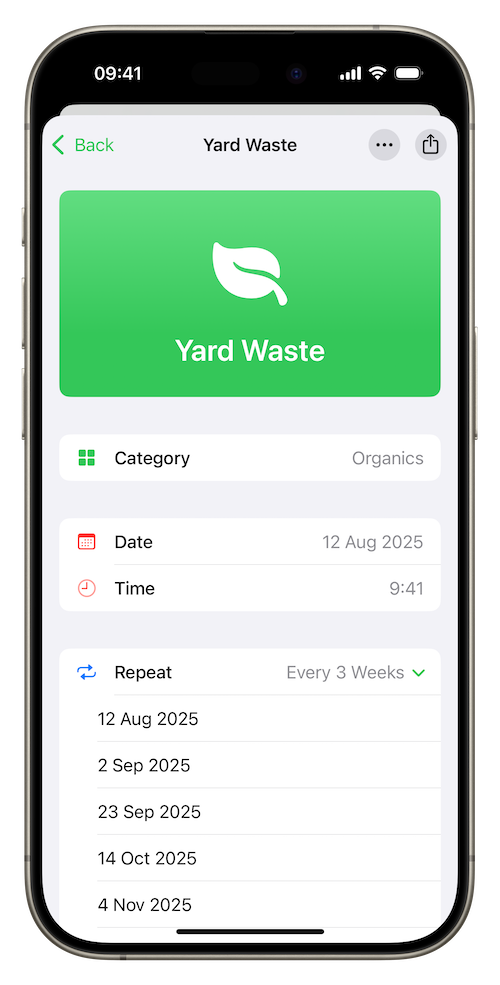 09:41
Back
Yard Waste
Yard Waste
Category
Organics
Date
12 Aug 2025
Time
9:41
Repeat
Every 3 Weeks
12 Aug 2025
2 Sep 2025
23 Sep 2025
14 Oct 2025
4 Nov 2025